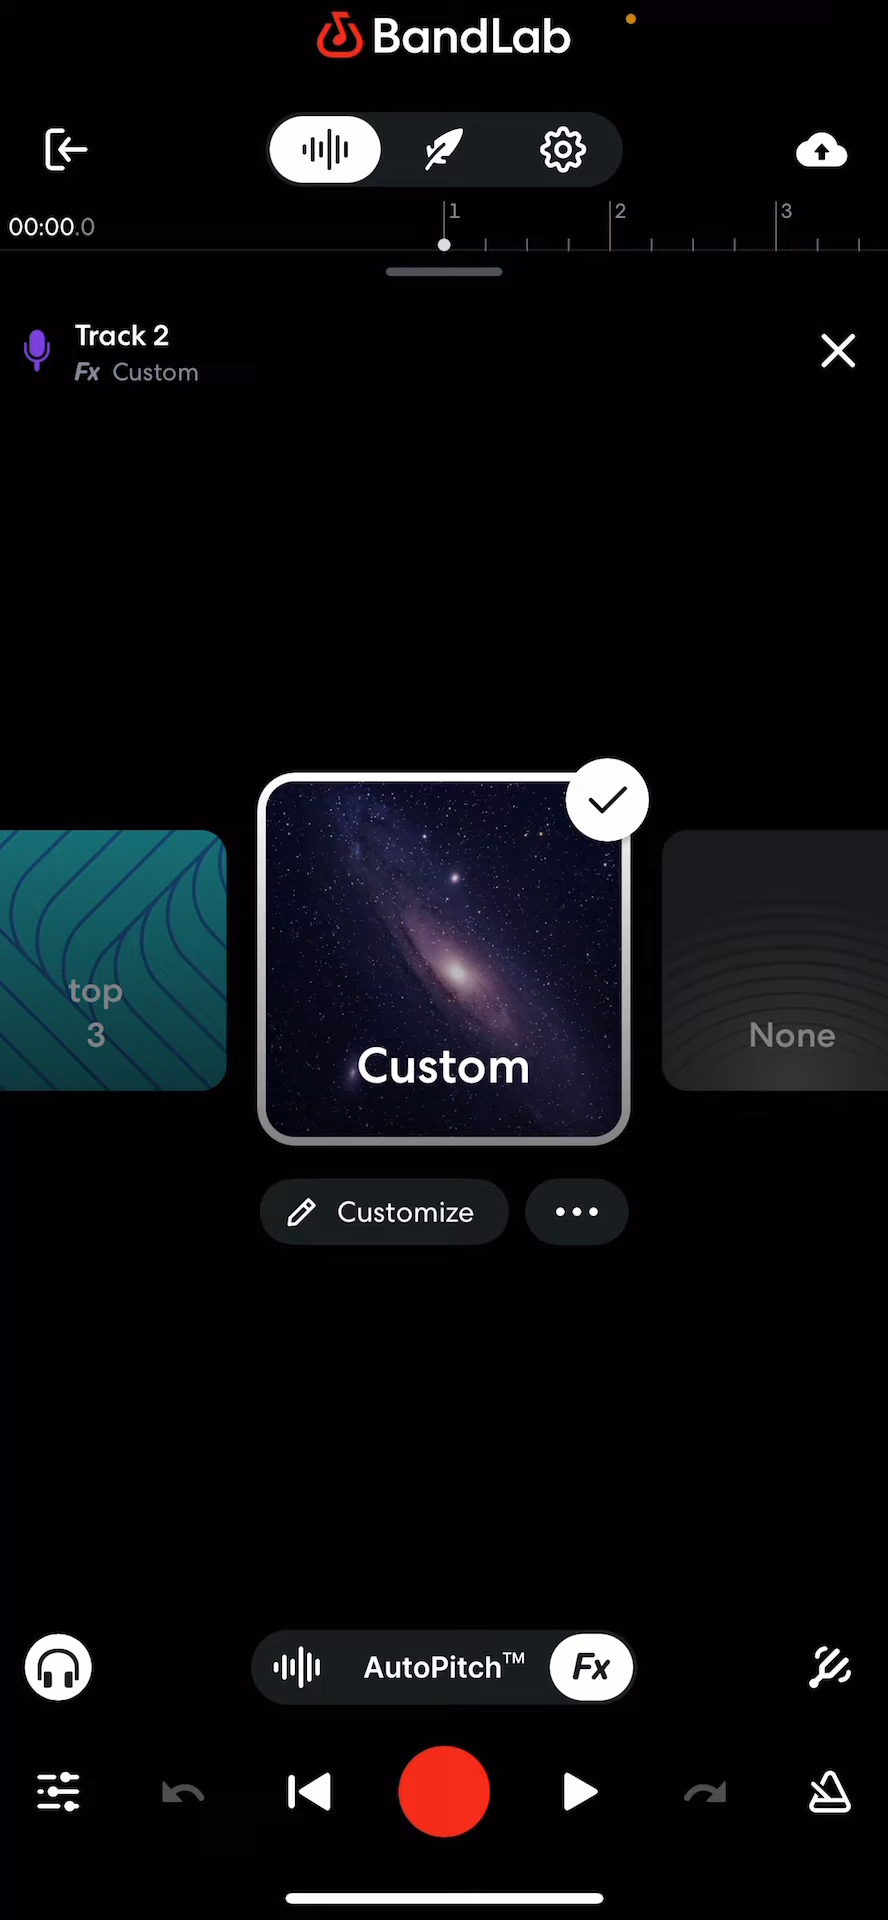 BandLab
00:00.0
1
2
3
Track 2
Fx Custom
top
3
Custom
None
Customize
AutoPitch™
Fx